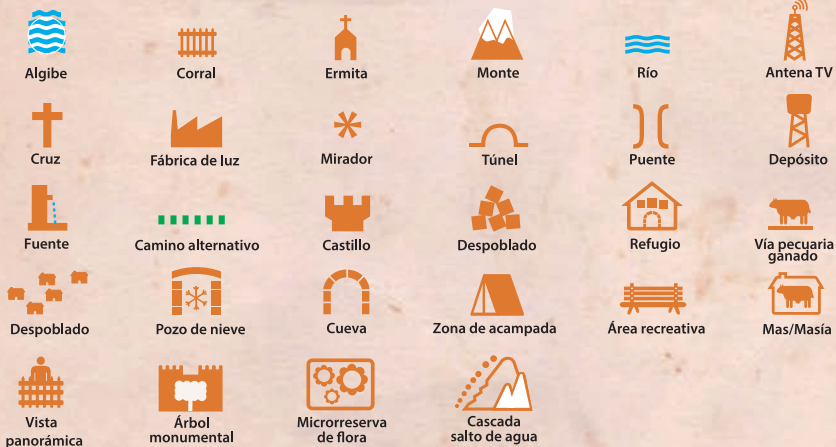 Algibe
Corral
Ermita
Monte
Río
Antena TV
Cruz
Fábrica de luz
Mirador
Túnel
Puente
Depósito
Fuente
Camino alternativo
Castillo
Despoblado
Refugio
Vía pecuaria
ganado
Despoblado
Pozo de nieve
Cueva
Zona de acampada
Área recreativa
Mas/Masía
Vista
panorámica
Árbol
monumental
Microrreserva
de flora
Cascada
salto de agua